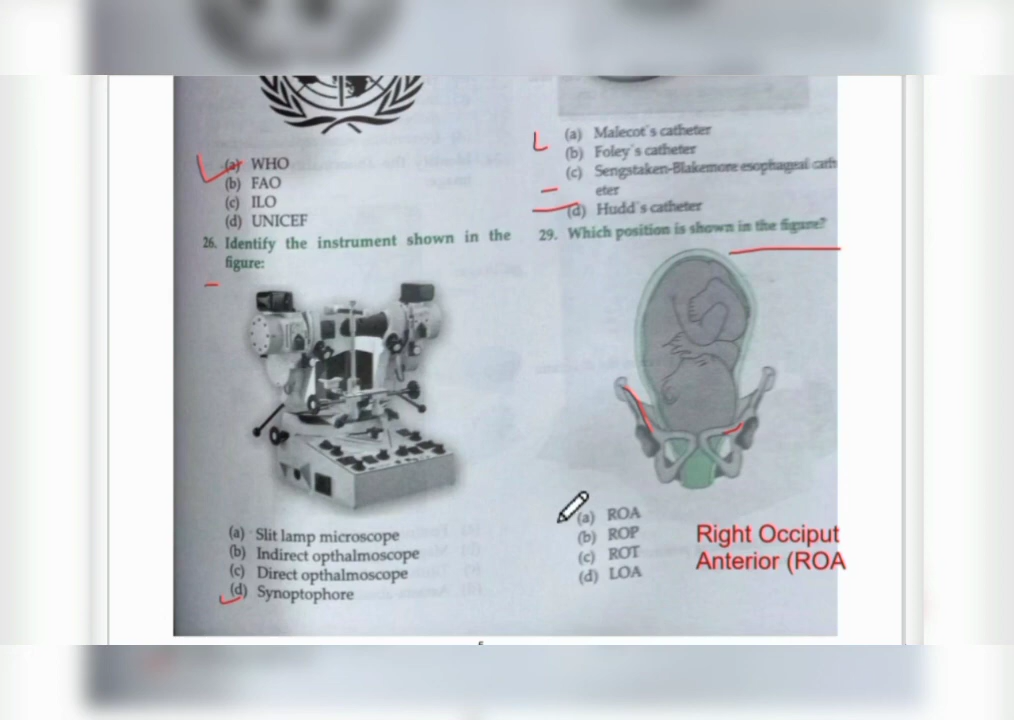 (a) WHO
(b) FAO
(c) ILO
(d) UNICEF
26. Identify the instrument shown in the
figure:
(a) Slit lamp microscope
(b) Indirect opthalmoscope
(c) Direct opthalmoscope
(d) Synoptophore
(a) Malecot's catheter
(b) Foley's catheter
(c) Sengstaken-Blakemore esophageal cath
eter
(d) Hudd's catheter
29. Which position is shown in the figure?
(a) ROA
(b) ROP
(c) ROT
(d) LOA
Right Occiput
Anterior (ROA